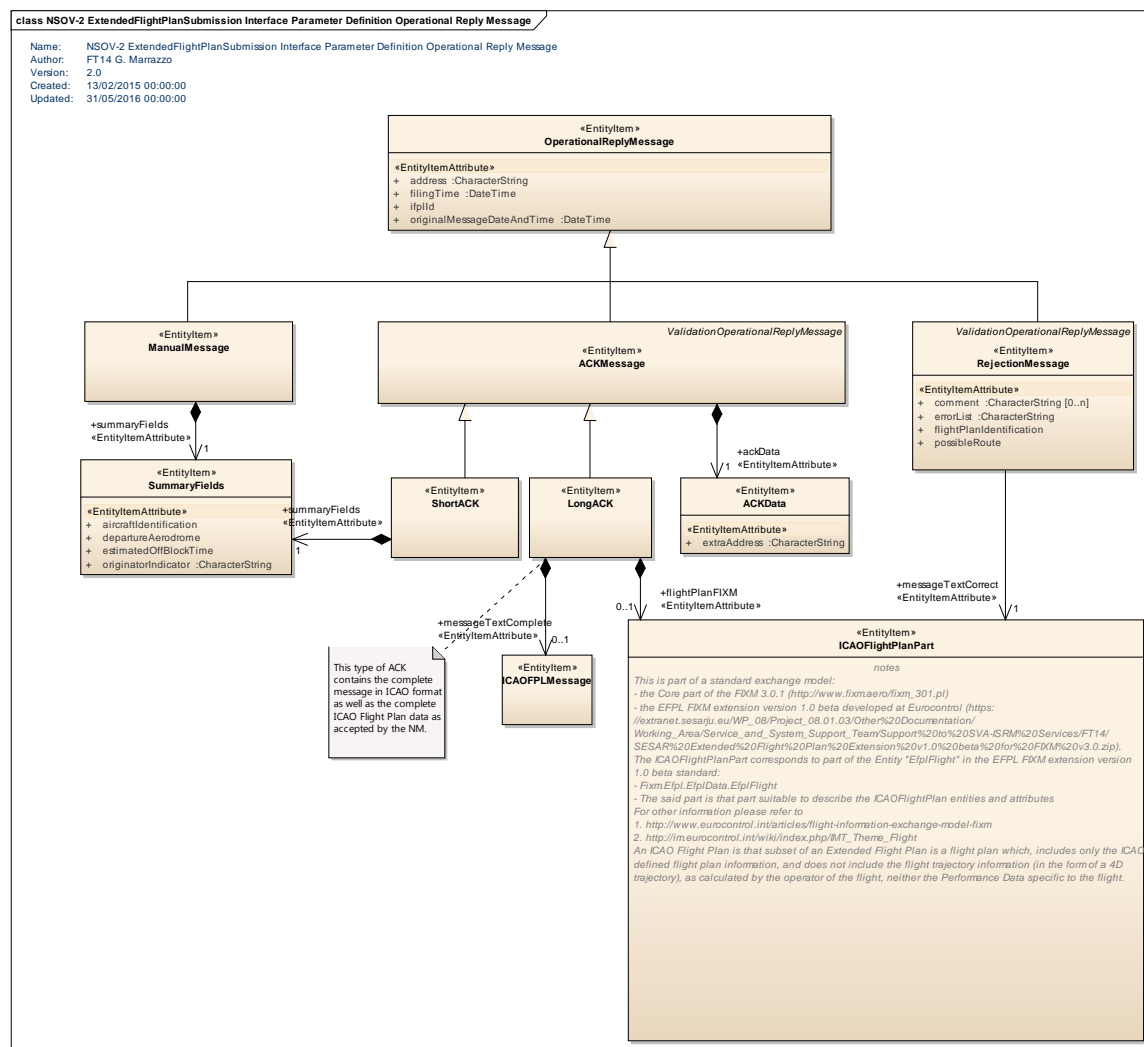 class NSOV-2 ExtendedFlightPlanSubmission Interface Parameter Definition Operational Reply Message
Name: NSOV-2 ExtendedFlightPlanSubmission Interface Parameter Definition Operational Reply Message
Author: FT14 G. Marrazzo
Version: 2.0
Created: 13/02/2015 00:00:00
Updated: 31/05/2016 00:00:00
«EntityItem»
OperationalReplyMessage
«EntityItemAttribute»
+ address :CharacterString
+ filingTime :DateTime
+ ifplId
+ originalMessageDateAndTime :DateTime
«EntityItem»
ManualMessage
ValidationOperationalReplyMessage
«EntityItem»
ACKMessage
ValidationOperationalReplyMessage
«EntityItem»
RejectionMessage
«EntityItemAttribute»
+ comment :CharacterString [0..n]
+ errorList :CharacterString
+ flightPlanIdentification
+ possibleRoute
+summaryFields
«EntityItemAttribute»
1
+ackData
«EntityItemAttribute»
1
«EntityItem»
SummaryFields
«EntityItemAttribute»
+ aircraftIdentification
+ departureAerodrome
+ estimatedOffBlockTime
+ originatorIndicator :CharacterString
+summaryFields
«EntityItemAttribute»
1
«EntityItem»
ShortACK
«EntityItem»
LongACK
«EntityItem»
ACKData
«EntityItemAttribute»
+ extraAddress :CharacterString
+messageTextComplete
«EntityItemAttribute»
0..1
+flightPlanFIXM
«EntityItemAttribute»
0..1
+messageTextCorrect
«EntityItemAttribute»
1
This type of ACK
contains the complete
message in ICAO format
as well as the complete
ICAO Flight Plan data as
accepted by the NM.
«EntityItem»
ICAOFPLMessage
«EntityItem»
ICAOFlightPlanPart
notes
This is part of a standard exchange model:
- the Core part of the FIXM 3.0.1 (http://www.fixm.aero/fixm_301.pl)
- the EFPL FIXM extension version 1.0 beta developed at Eurocontrol (https:
//extranet.sesarju.eu/WP_08/Project_08.01.03/Other%20Documentation/
Working_Area/Service_and_System_Support_Team/Support%20to%20SVA-ISRM%20Services/FT14/
SESAR%20Extended%20Flight%20Plan%20Extension%20v1.0%20beta%20for%20FIXM%20v3.0.zip).
The ICAOFlightPlanPart corresponds to part of the Entity "EfplFlight" in the EFPL FIXM extension version
1.0 beta standard:
- Fixm.Efpl.EfplData.EfplFlight
- The said part is that part suitable to describe the ICAOFlightPlan entities and attributes
For other information please refer to
1. http://www.eurocontrol.int/articles/flight-information-exchange-model-fixm
2. http://im.eurocontrol.int/wiki/index.php/IMT_Theme_Flight
An ICAO Flight Plan is that subset of an Extended Flight Plan is a flight plan which, includes only the ICAO
defined flight plan information, and does not include the flight trajectory information (in the form of a 4D
trajectory), as calculated by the operator of the flight, neither the Performance Data specific to the flight.